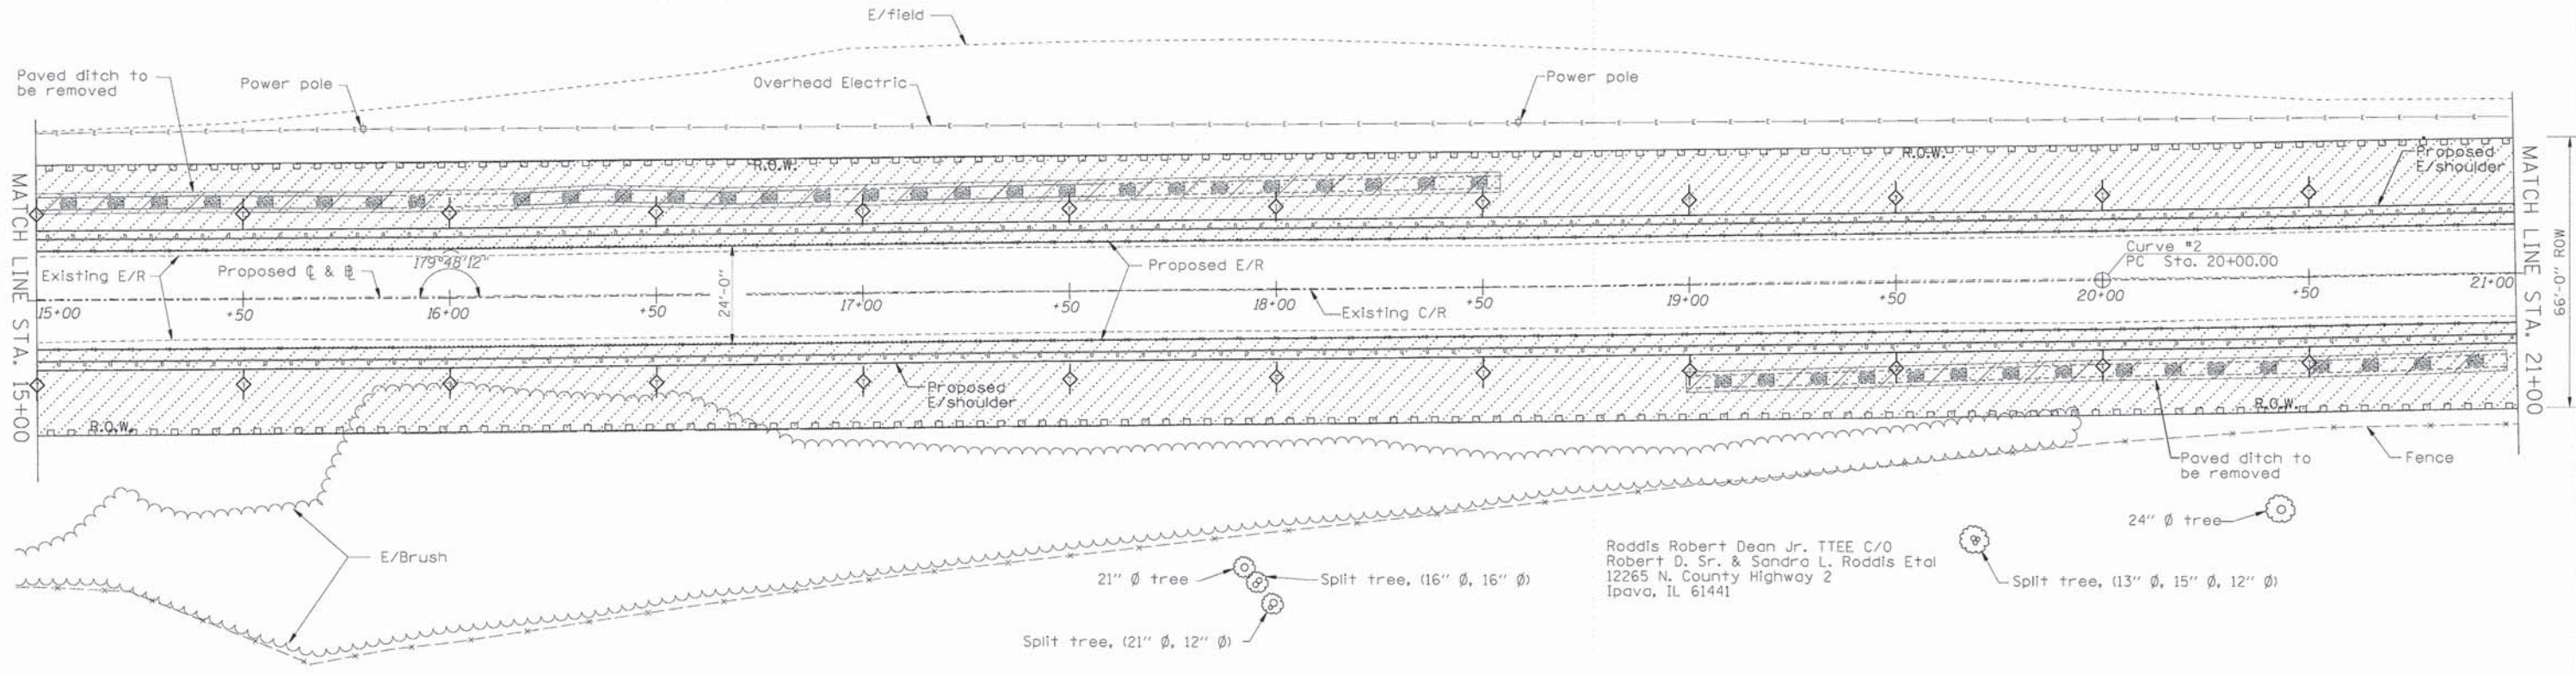 E/field
Paved ditch to
be removed
Power pole
Overhead Electric
Power pole
R.O.W.
R.O.W.
Proposed
E/shoulder
MATCH LINE STA. 15+00
MATCH LINE STA. 21+00
69'-0" ROW
Existing E/R
Proposed ℄ & B̲L
179°48'12"
24'-0"
Proposed E/R
Curve #2
PC Sta. 20+00.00
15+00
+50
16+00
+50
17+00
+50
18+00
+50
19+00
+50
20+00
+50
21+00
Existing C/R
Proposed
E/shoulder
R.O.W.
R.O.W.
Paved ditch to
be removed
Fence
E/Brush
24" Ø tree
21" Ø tree
Split tree, (16" Ø, 16" Ø)
Split tree, (21" Ø, 12" Ø)
Roddis Robert Dean Jr. TTEE C/O
Robert D. Sr. & Sandra L. Roddis Etal
12265 N. County Highway 2
Ipava, IL 61441
Split tree, (13" Ø, 15" Ø, 12" Ø)